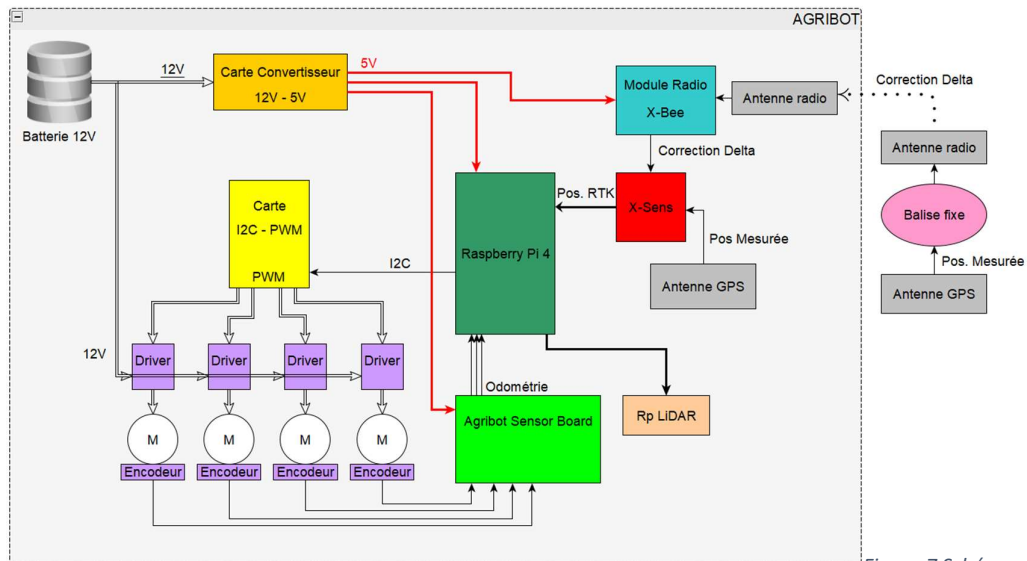 AGRIBOT
12V
Carte Convertisseur
12V - 5V
5V
Batterie 12V
Module Radio
X-Bee
Antenne radio
Correction Delta
Correction Delta
Antenne radio
Balise fixe
Pos. Mesurée
Antenne GPS
Carte
I2C - PWM
PWM
I2C
Raspberry Pi 4
Pos. RTK
X-Sens
Pos Mesurée
Antenne GPS
12V
Driver
Driver
Driver
Driver
M
M
M
M
Encodeur
Encodeur
Encodeur
Encodeur
Odométrie
Agribot Sensor Board
Rp LiDAR